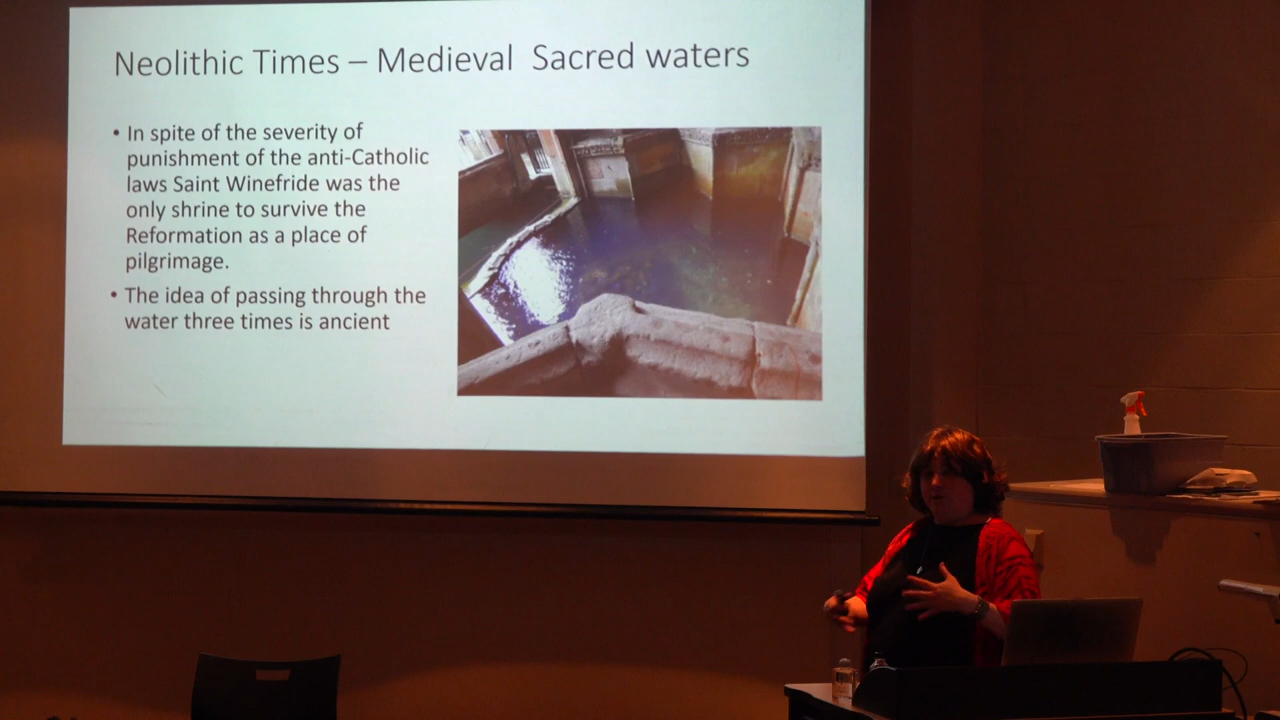 Neolithic Times – Medieval  Sacred waters
• In spite of the severity of
punishment of the anti-Catholic
laws Saint Winefride was the
only shrine to survive the
Reformation as a place of
pilgrimage.
• The idea of passing through the
water three times is ancient